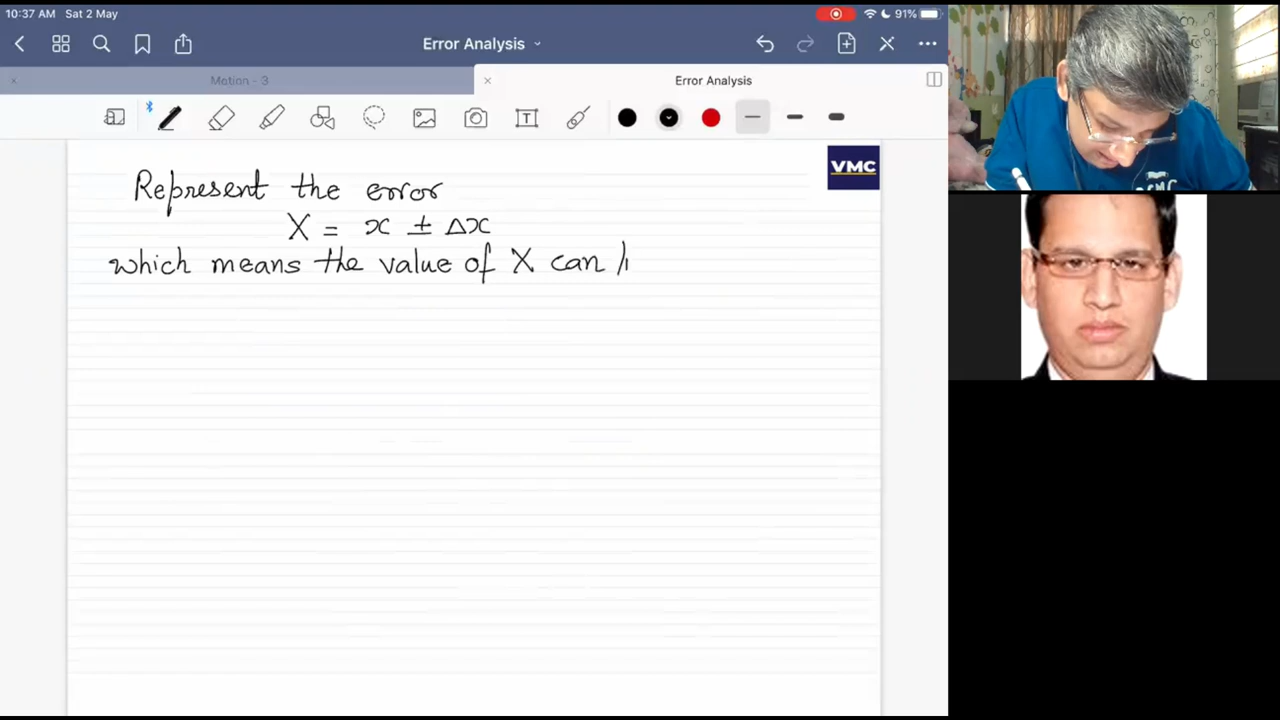 10:37 AM Sat 2 May
91%
Error Analysis
Motion - 3
Error Analysis
T
VMC
Represent the error
X = x ± Δx
which means the value of X can